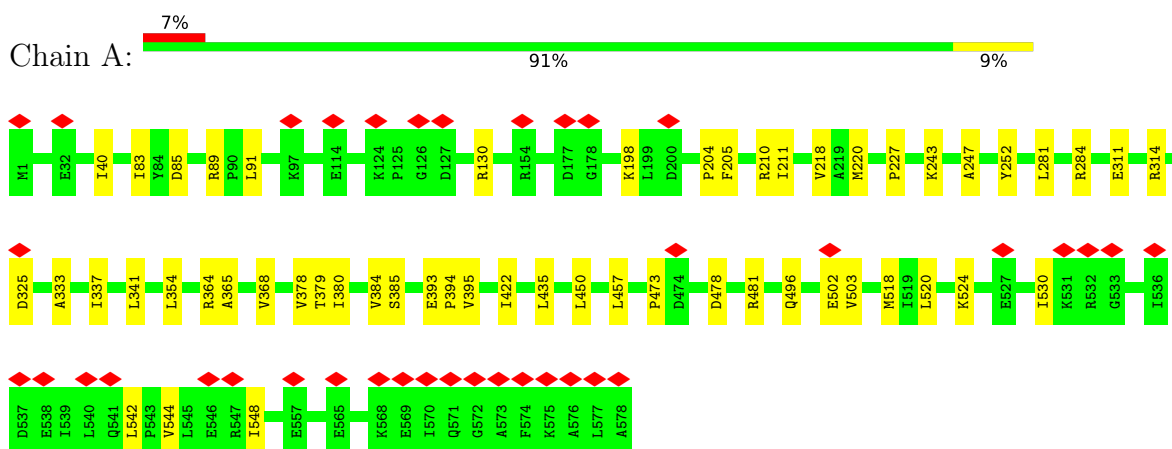 7%
Chain A:
91%
9%
M1 E32 I40 I83 Y84 D85 R89 P90 L91 K97 E114 K124 P125 G126 D127 R130 R154 D177 G178 K198 L199 D200 P204 F205 R210 I211 V218 A219 M220 P227 K243 A247 Y252 L281 R284 E311 R314
D325 A333 I337 L341 L354 R364 A365 V368 V378 T379 I380 V384 S385 E393 P394 V395 I422 L435 L450 L457 P473 D474 D478 R481 Q496 E502 V503 M518 I519 L520 K524 E527 I530 K531 R532 G533 I536
D537 E538 I539 L540 Q541 L542 P543 V544 L545 E546 R547 I548 E557 E565 K568 E569 I570 Q571 G572 A573 F574 K575 A576 L577 A578